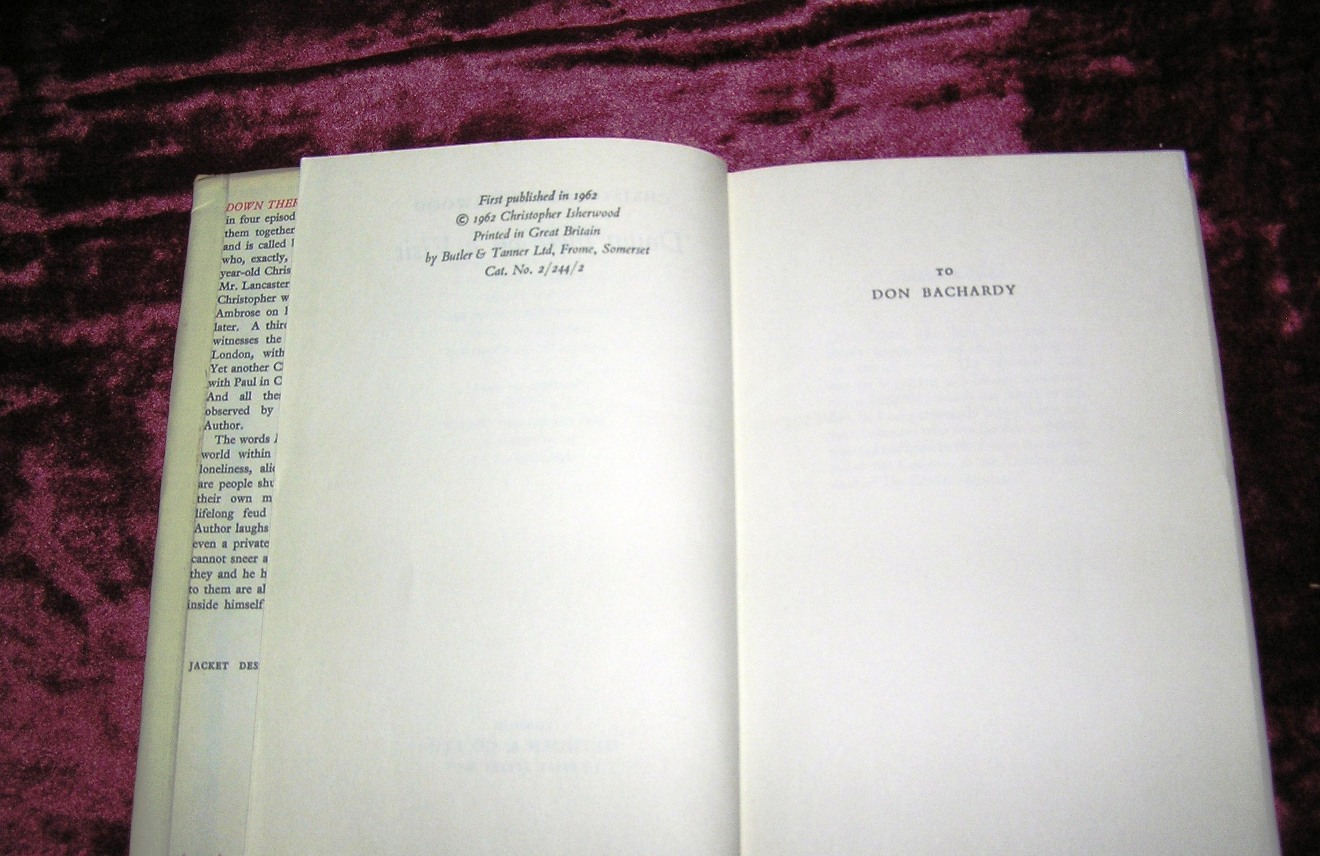 DOWN THER
in four episod
them together
and is called
who, exactly,
year-old Chris
Mr. Lancaster
Christopher w
Ambrose on
later. A third
witnesses the
London, with
Yet another C
with Paul in C
And all the
observed by
Author.
The words
world within
loneliness, alie
are people shu
their own m
lifelong feud
Author laughs
even a private
cannot sneer a
they and he h
to them are al
inside himself
JACKET DES
First published in 1962
© 1962 Christopher Isherwood
Printed in Great Britain
by Butler & Tanner Ltd, Frome, Somerset
Cat. No. 2/244/2
TO
DON BACHARDY